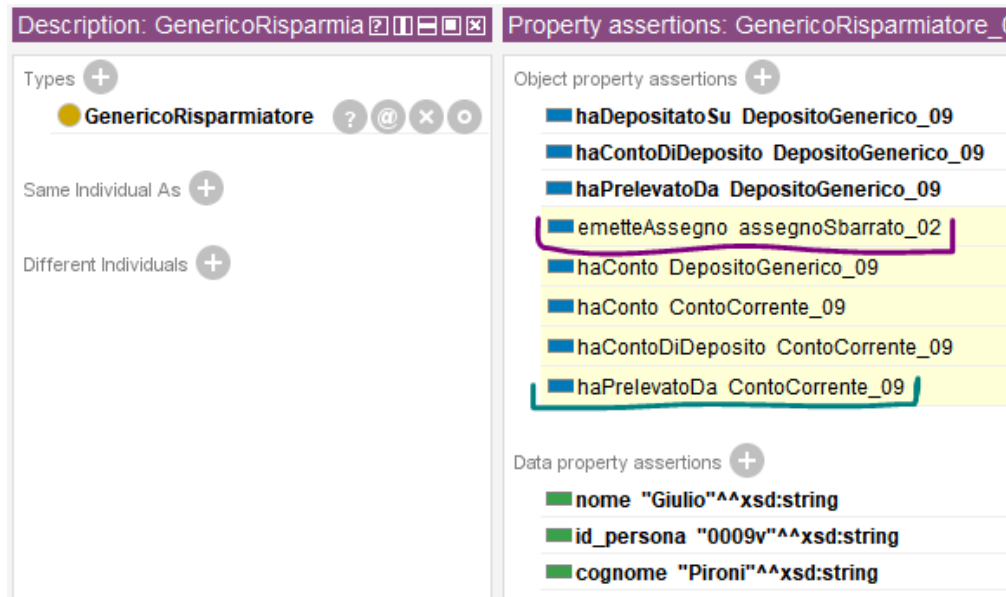 Description: GenericoRisparmia
Property assertions: GenericoRisparmiatore_
Types
GenericoRisparmiatore
Same Individual As
Different Individuals
Object property assertions
haDepositatoSu DepositoGenerico_09
haContoDiDeposito DepositoGenerico_09
haPrelevatoDa DepositoGenerico_09
emetteAssegno assegnoSbarrato_02
haConto DepositoGenerico_09
haConto ContoCorrente_09
haContoDiDeposito ContoCorrente_09
haPrelevatoDa ContoCorrente_09
Data property assertions
nome "Giulio"^^xsd:string
id_persona "0009v"^^xsd:string
cognome "Pironi"^^xsd:string